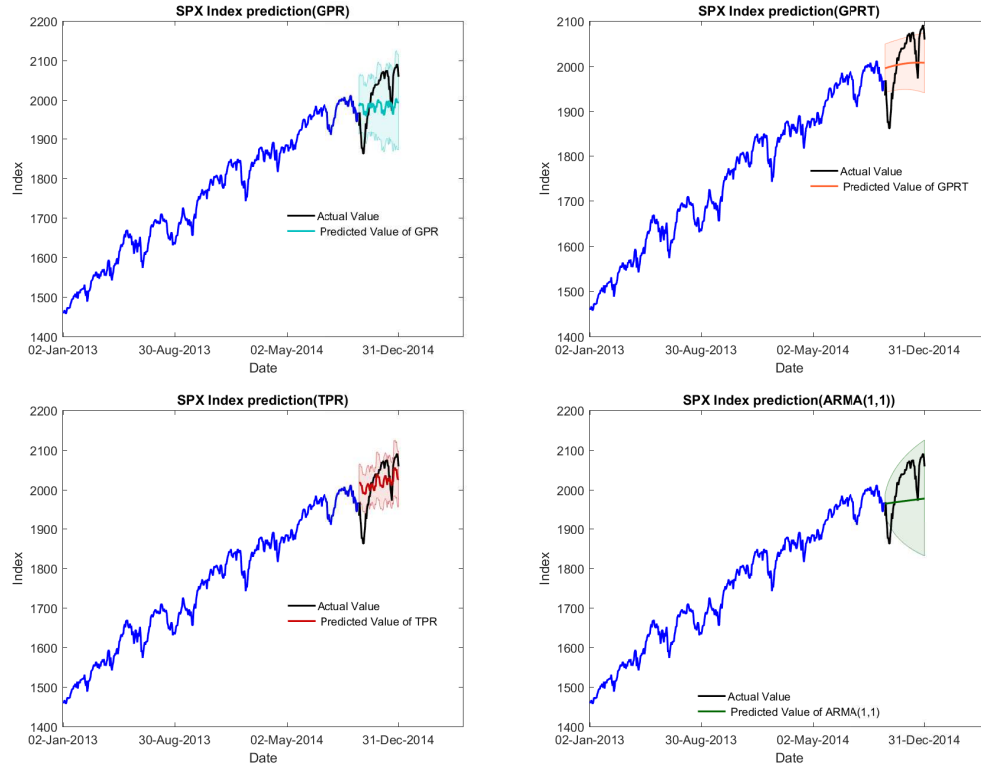 SPX Index prediction(GPR)
2200
2100
2000
1900
1800
1700
1600
1500
1400
Index
Actual Value
Predicted Value of GPR
02-Jan-2013 30-Aug-2013 02-May-2014 31-Dec-2014
Date
SPX Index prediction(GPRT)
2100
2000
1900
1800
1700
1600
1500
1400
Index
Actual Value
Predicted Value of GPRT
02-Jan-2013 30-Aug-2013 02-May-2014 31-Dec-2014
Date
SPX Index prediction(TPR)
2200
2100
2000
1900
1800
1700
1600
1500
1400
Index
Actual Value
Predicted Value of TPR
02-Jan-2013 30-Aug-2013 02-May-2014 31-Dec-2014
Date
SPX Index prediction(ARMA(1,1))
2200
2100
2000
1900
1800
1700
1600
1500
1400
Index
Actual Value
Predicted Value of ARMA(1,1)
02-Jan-2013 30-Aug-2013 02-May-2014 31-Dec-2014
Date